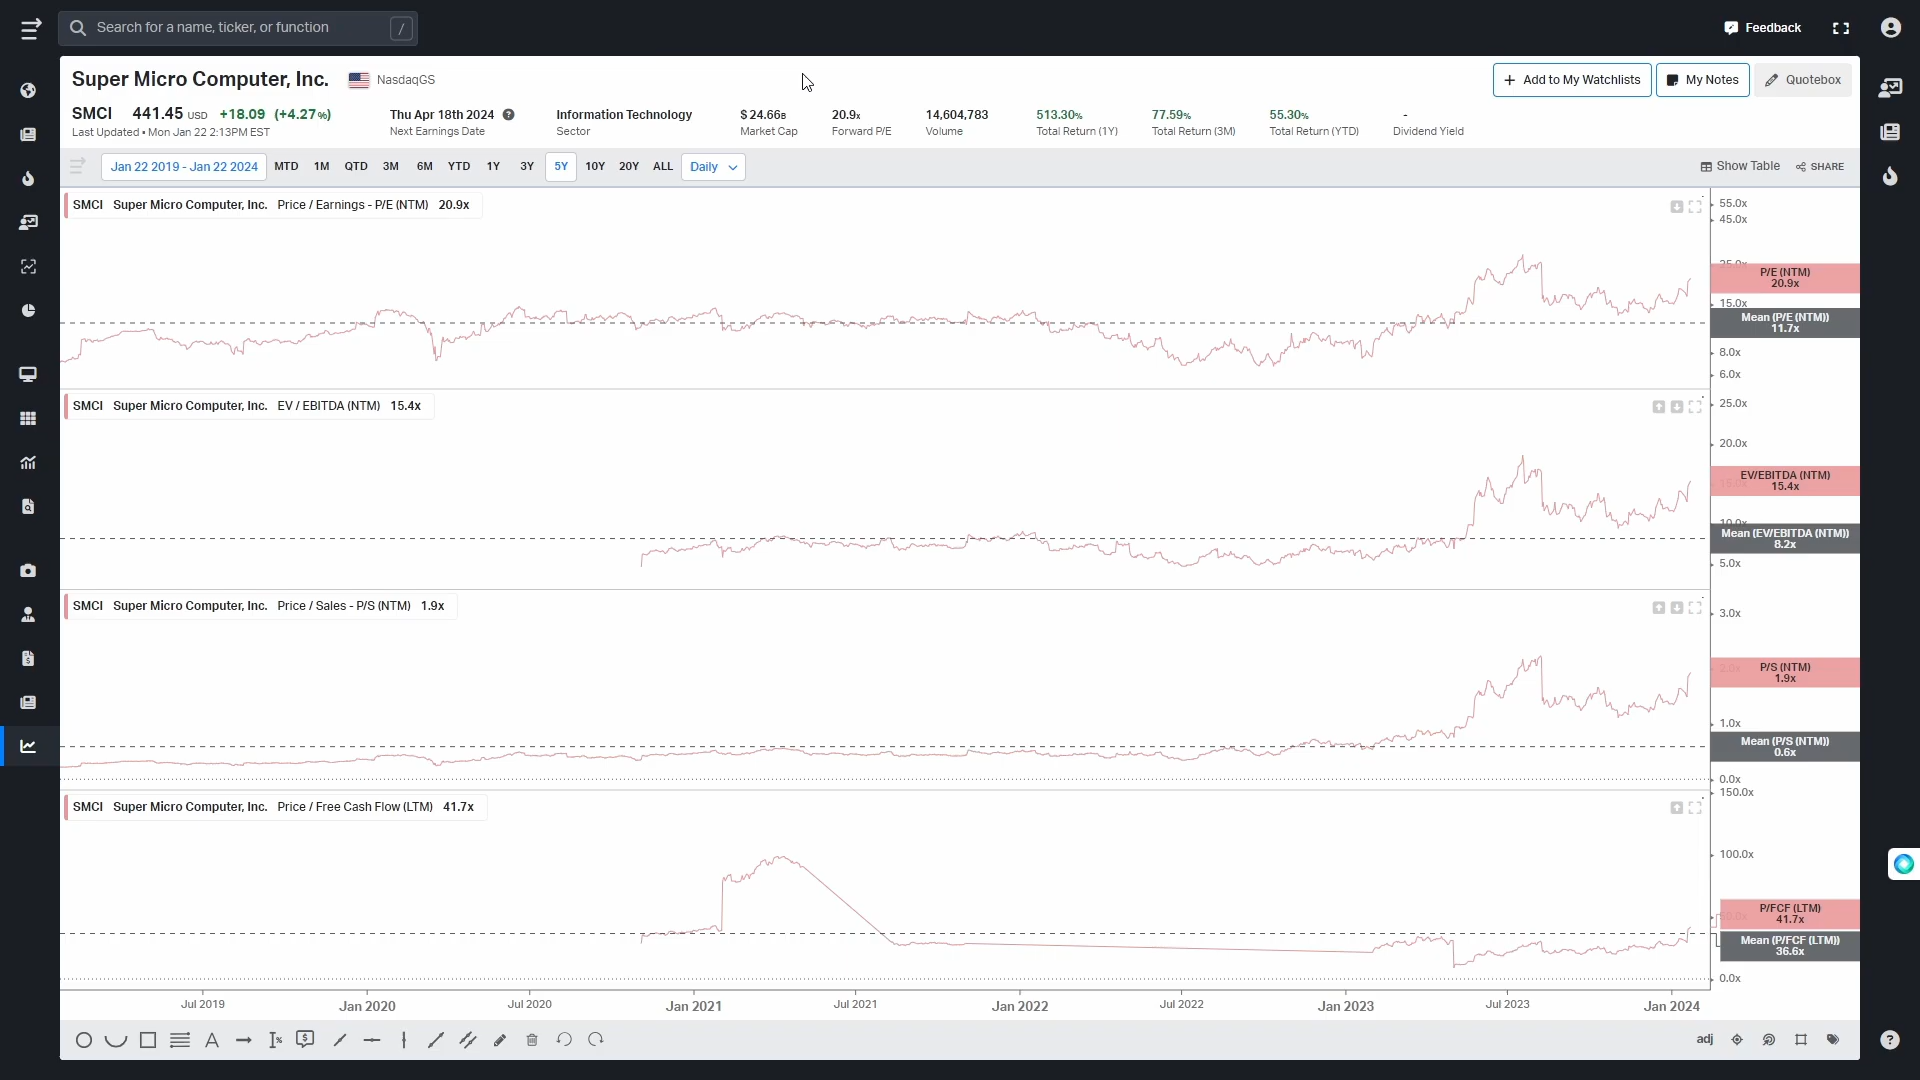 Search for a name, ticker, or function
/
Feedback
Super Micro Computer, Inc.
NasdaqGS
Add to My Watchlists
My Notes
Quotebox
SMCI 441.45 USD +18.09 (+4.27%)
Last Updated • Mon Jan 22 2:13PM EST
Thu Apr 18th 2024
Next Earnings Date
Information Technology
Sector
$ 24.66B
Market Cap
20.9x
Forward P/E
14,604,783
Volume
513.30%
Total Return (1Y)
77.59%
Total Return (3M)
55.30%
Total Return (YTD)
-
Dividend Yield
Jan 22 2019 - Jan 22 2024 MTD 1M QTD 3M 6M YTD 1Y 3Y 5Y 10Y 20Y ALL Daily
Show Table
SHARE
SMCI Super Micro Computer, Inc. Price / Earnings - P/E (NTM) 20.9x
55.0x
45.0x
25.0x
P/E (NTM)
20.9x
15.0x
Mean (P/E (NTM))
11.7x
8.0x
6.0x
SMCI Super Micro Computer, Inc. EV / EBITDA (NTM) 15.4x
25.0x
20.0x
EV/EBITDA (NTM)
15.0x
15.4x
10.0x
Mean (EV/EBITDA (NTM))
8.2x
5.0x
SMCI Super Micro Computer, Inc. Price / Sales - P/S (NTM) 1.9x
3.0x
2.0x
P/S (NTM)
1.9x
1.0x
Mean (P/S (NTM))
0.6x
0.0x
SMCI Super Micro Computer, Inc. Price / Free Cash Flow (LTM) 41.7x
150.0x
100.0x
P/FCF (LTM)
50.0x
41.7x
Mean (P/FCF (LTM))
36.6x
0.0x
Jul 2019 Jan 2020 Jul 2020 Jan 2021 Jul 2021 Jan 2022 Jul 2022 Jan 2023 Jul 2023 Jan 2024
adj